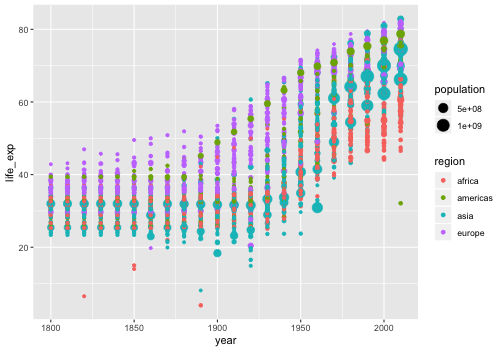 80
60
40
20
life_exp
1800
1850
1900
1950
2000
year
population
5e+08
1e+09
region
africa
americas
asia
europe